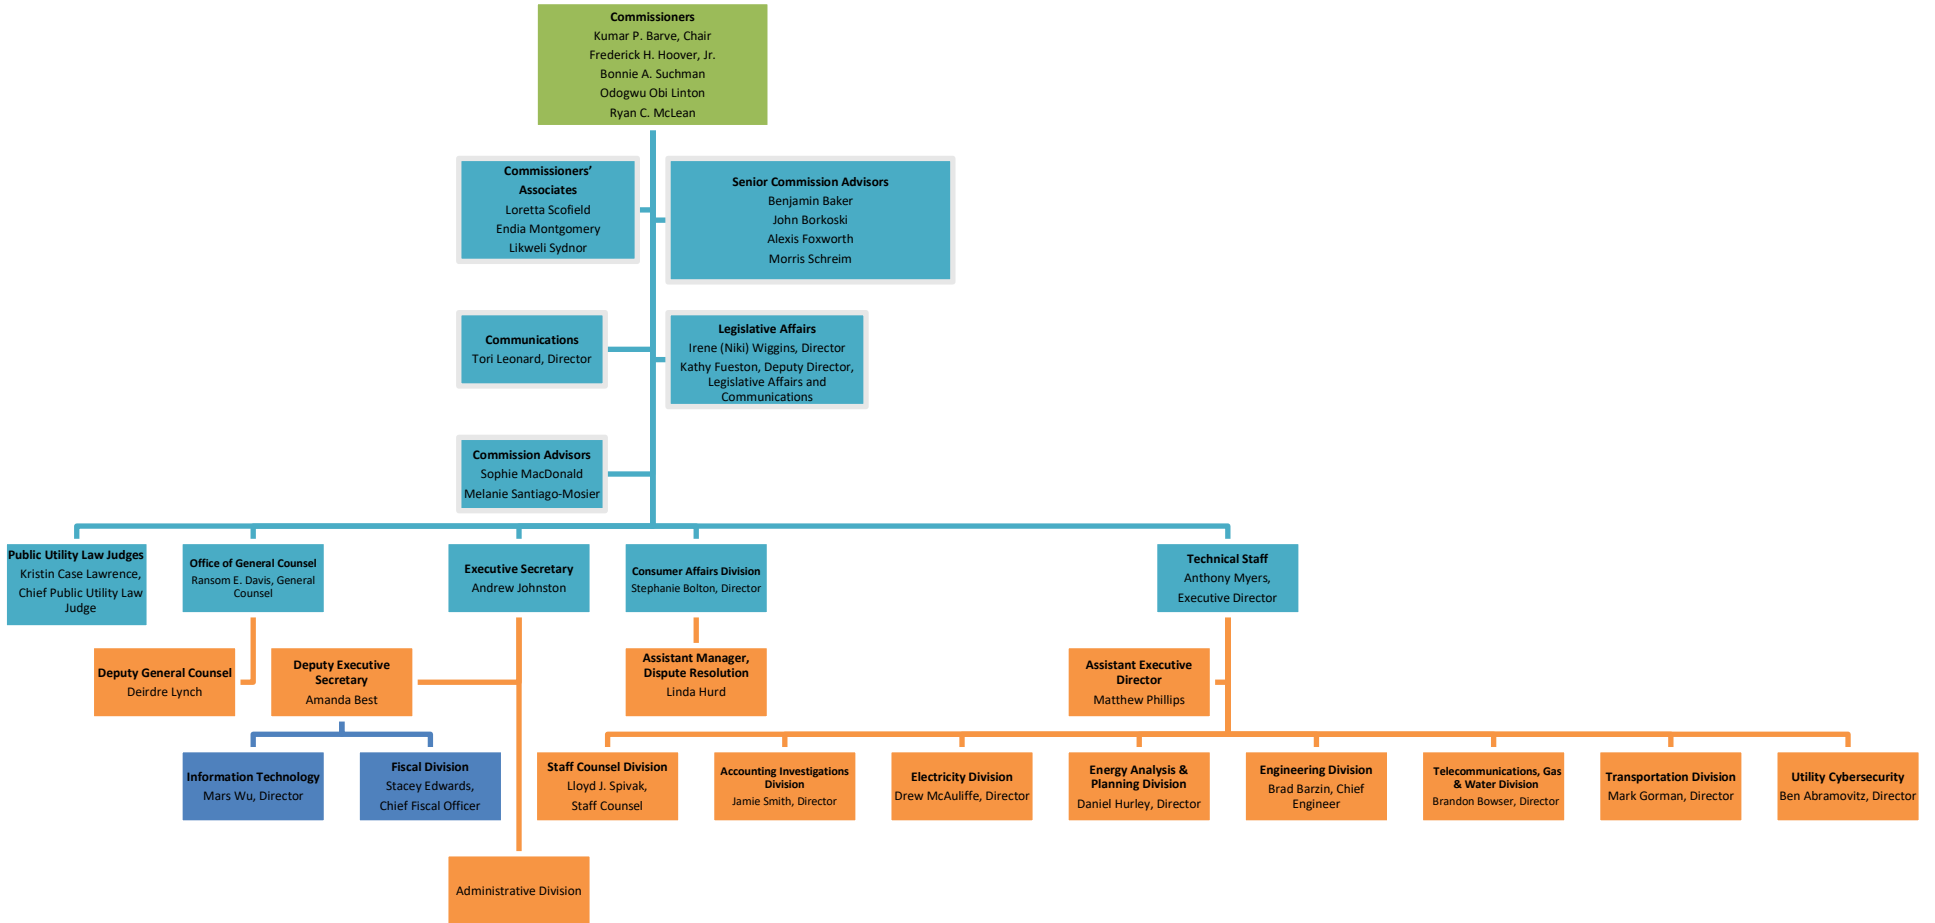 Commissioners
Kumar P. Barve, Chair
Frederick H. Hoover, Jr.
Bonnie A. Suchman
Odogwu Obi Linton
Ryan C. McLean
Commissioners’
Associates
Loretta Scofield
Endia Montgomery
Likweli Sydnor
Senior Commission Advisors
Benjamin Baker
John Borkoski
Alexis Foxworth
Morris Schreim
Communications
Tori Leonard, Director
Legislative Affairs
Irene (Niki) Wiggins, Director
Kathy Fueston, Deputy Director,
Legislative Affairs and
Communications
Commission Advisors
Sophie MacDonald
Melanie Santiago-Mosier
Public Utility Law Judges
Kristin Case Lawrence,
Chief Public Utility Law
Judge
Office of General Counsel
Ransom E. Davis, General
Counsel
Executive Secretary
Andrew Johnston
Consumer Affairs Division
Stephanie Bolton, Director
Technical Staff
Anthony Myers,
Executive Director
Deputy General Counsel
Deirdre Lynch
Deputy Executive
Secretary
Amanda Best
Assistant Manager,
Dispute Resolution
Linda Hurd
Assistant Executive
Director
Matthew Phillips
Information Technology
Mars Wu, Director
Fiscal Division
Stacey Edwards,
Chief Fiscal Officer
Staff Counsel Division
Lloyd J. Spivak,
Staff Counsel
Accounting Investigations
Division
Jamie Smith, Director
Electricity Division
Drew McAuliffe, Director
Energy Analysis &
Planning Division
Daniel Hurley, Director
Engineering Division
Brad Barzin, Chief
Engineer
Telecommunications, Gas
& Water Division
Brandon Bowser, Director
Transportation Division
Mark Gorman, Director
Utility Cybersecurity
Ben Abramovitz, Director
Administrative Division